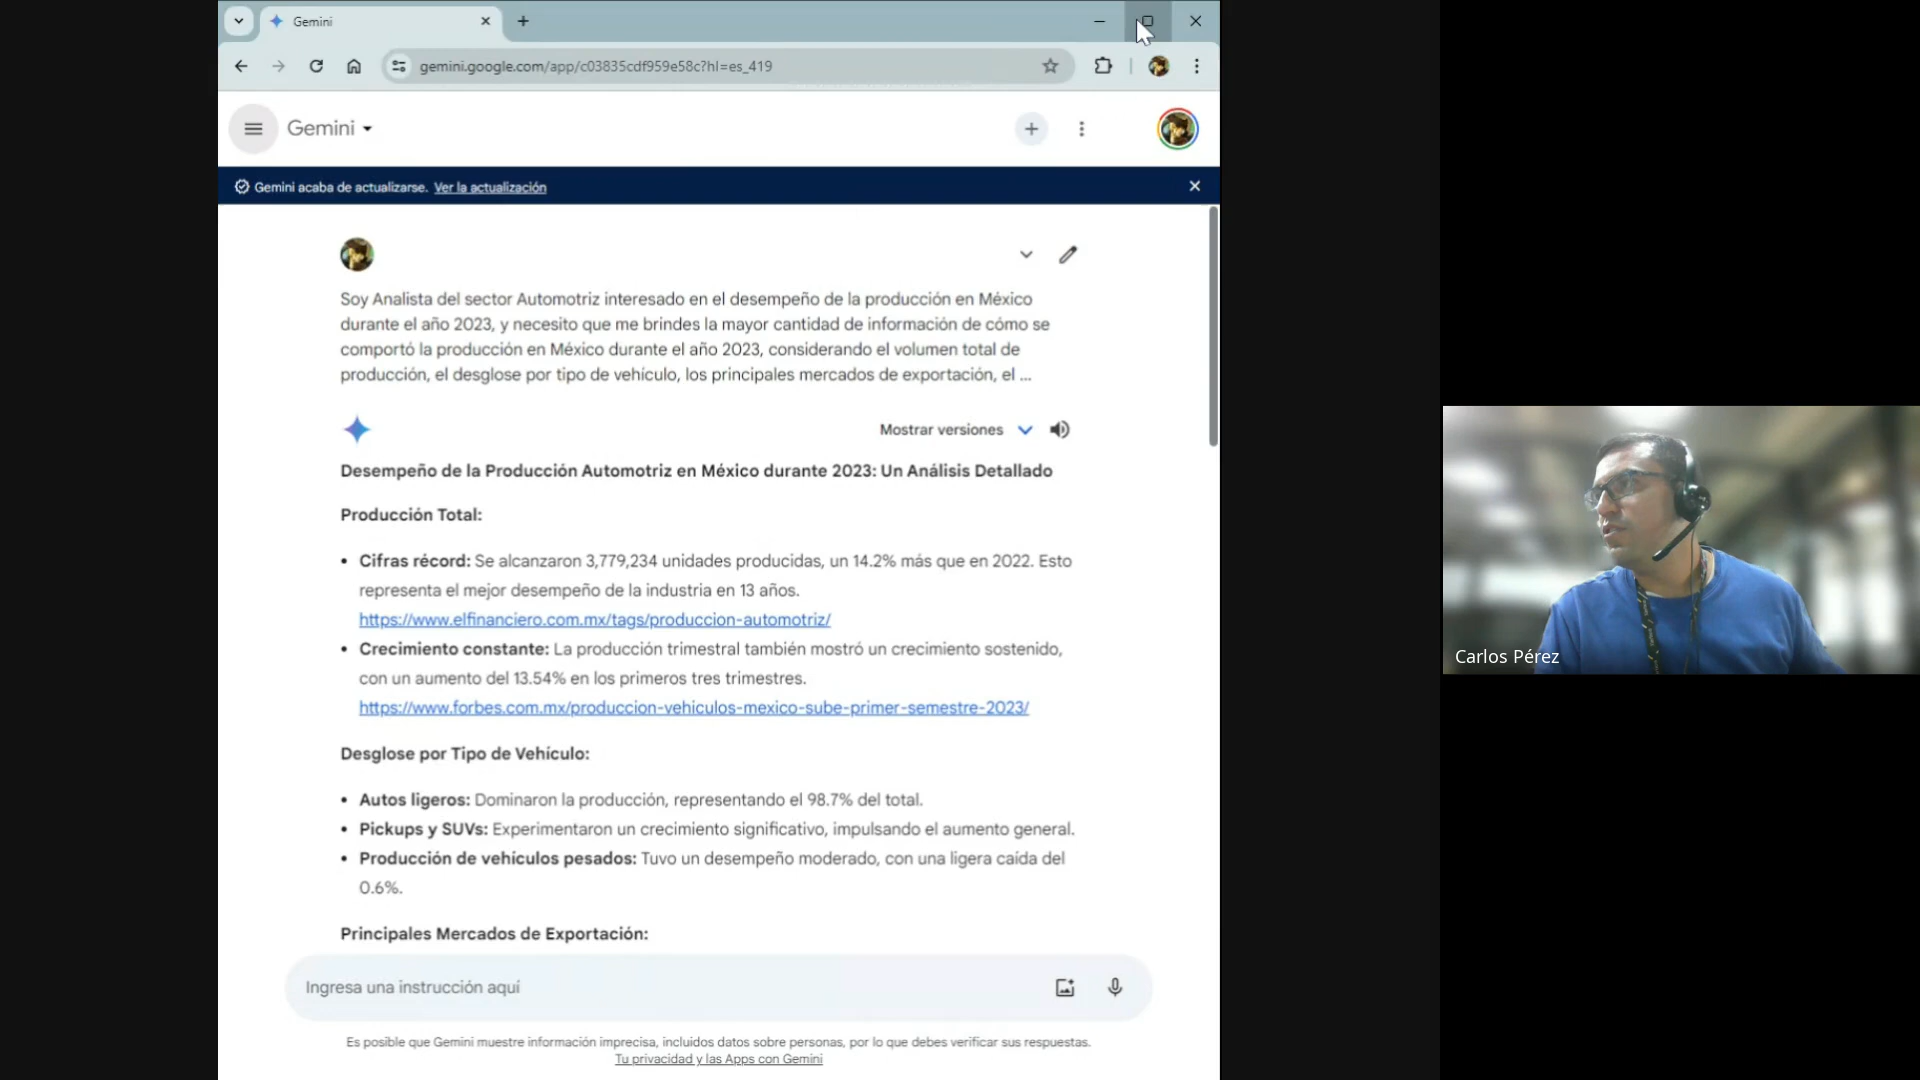 Gemini
gemini.google.com/app/c03835cdf959e58c?hl=es_419
Gemini
Gemini acaba de actualizarse. Ver la actualización
Soy Analista del sector Automotriz interesado en el desempeño de la producción en México
durante el año 2023, y necesito que me brindes la mayor cantidad de información de cómo se
comportó la producción en México durante el año 2023, considerando el volumen total de
producción, el desglose por tipo de vehículo, los principales mercados de exportación, el ...
Mostrar versiones
Desempeño de la Producción Automotriz en México durante 2023: Un Análisis Detallado
Producción Total:
• Cifras récord: Se alcanzaron 3,779,234 unidades producidas, un 14.2% más que en 2022. Esto
representa el mejor desempeño de la industria en 13 años.
https://www.elfinanciero.com.mx/tags/produccion-automotriz/
• Crecimiento constante: La producción trimestral también mostró un crecimiento sostenido,
con un aumento del 13.54% en los primeros tres trimestres.
https://www.forbes.com.mx/produccion-vehiculos-mexico-sube-primer-semestre-2023/
Desglose por Tipo de Vehículo:
• Autos ligeros: Dominaron la producción, representando el 98.7% del total.
• Pickups y SUVs: Experimentaron un crecimiento significativo, impulsando el aumento general.
• Producción de vehículos pesados: Tuvo un desempeño moderado, con una ligera caída del
0.6%.
Principales Mercados de Exportación:
Ingresa una instrucción aquí
Es posible que Gemini muestre información imprecisa, incluidos datos sobre personas, por lo que debes verificar sus respuestas.
Tu privacidad y las Apps con Gemini
Carlos Pérez